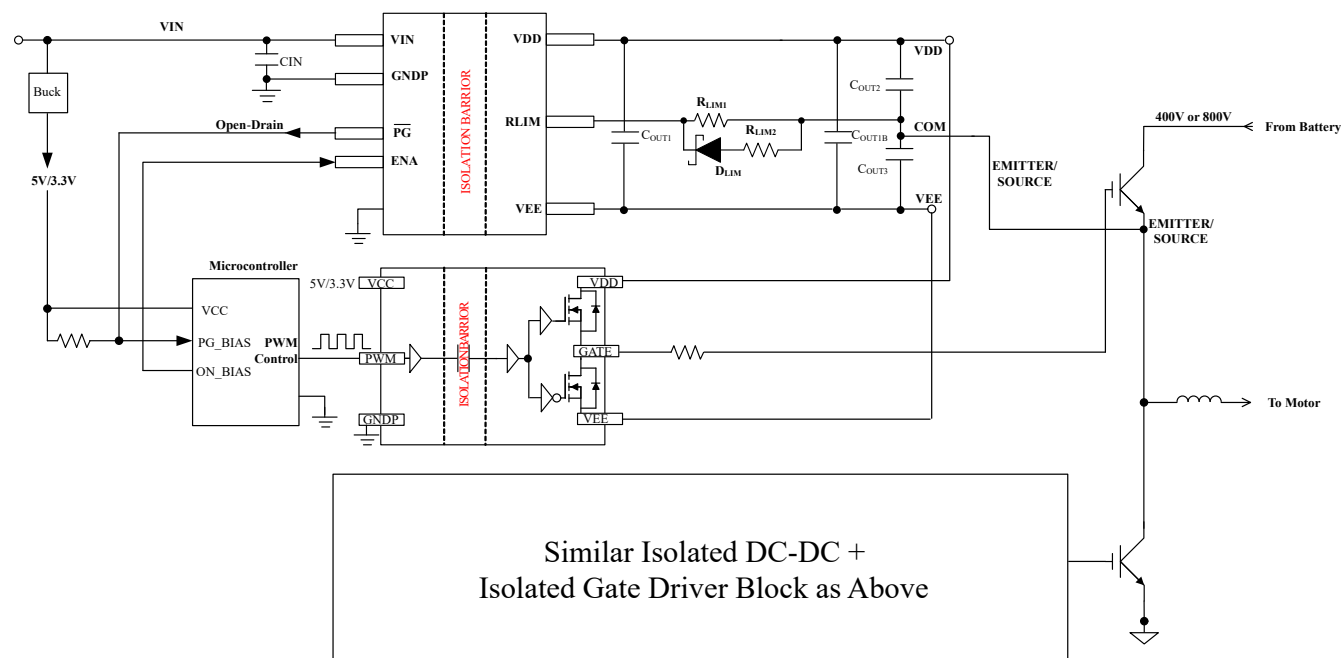 VIN
Buck
5V/3.3V
CIN
Open-Drain
VIN
GNDP
PG
ENA
ISOLATION BARRIER
VDD
RLIM
VEE
COUT1
RLIM1
RLIM2
DLIM
COUT1B
COUT2
COUT3
VDD
COM
VEE
EMITTER/
SOURCE
400V or 800V
From Battery
EMITTER/
SOURCE
Microcontroller
VCC
PG_BIAS
ON_BIAS
PWM
Control
5V/3.3V
VCC
PWM
GNDP
ISOLATION BARRIER
VDD
GATE
VEE
To Motor
Similar Isolated DC-DC +
Isolated Gate Driver Block as Above